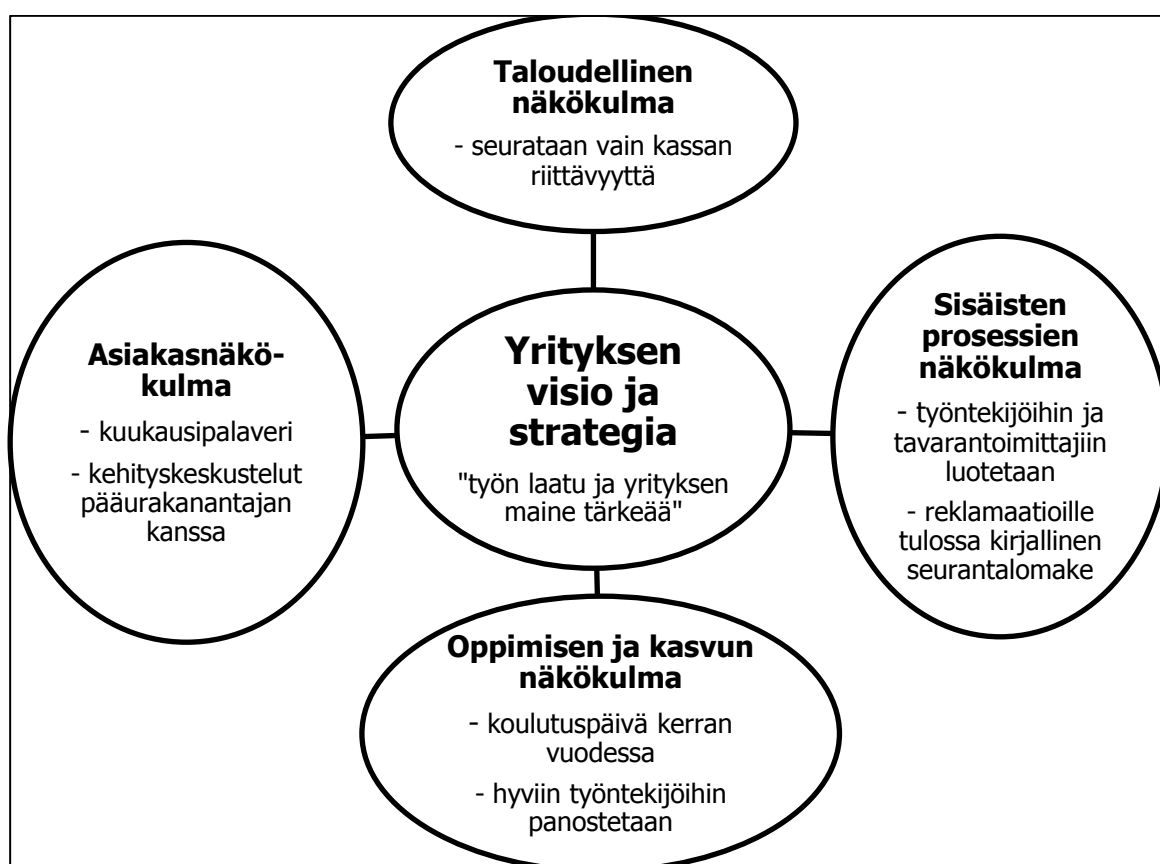 Taloudellinen
näkökulma
- seurataan vain kassan
riittävyyttä
Asiakasnäkö-
kulma
- kuukausipalaveri
- kehityskeskustelut
pääurakanantajan
kanssa
Yrityksen
visio ja
strategia
"työn laatu ja yrityksen
maine tärkeää"
Sisäisten
prosessien
näkökulma
- työntekijöihin ja
tavarantoimittajiin
luotetaan
- reklamaatioille
tulossa kirjallinen
seurantalomake
Oppimisen ja kasvun
näkökulma
- koulutuspäivä kerran
vuodessa
- hyviin työntekijöihin
panostetaan